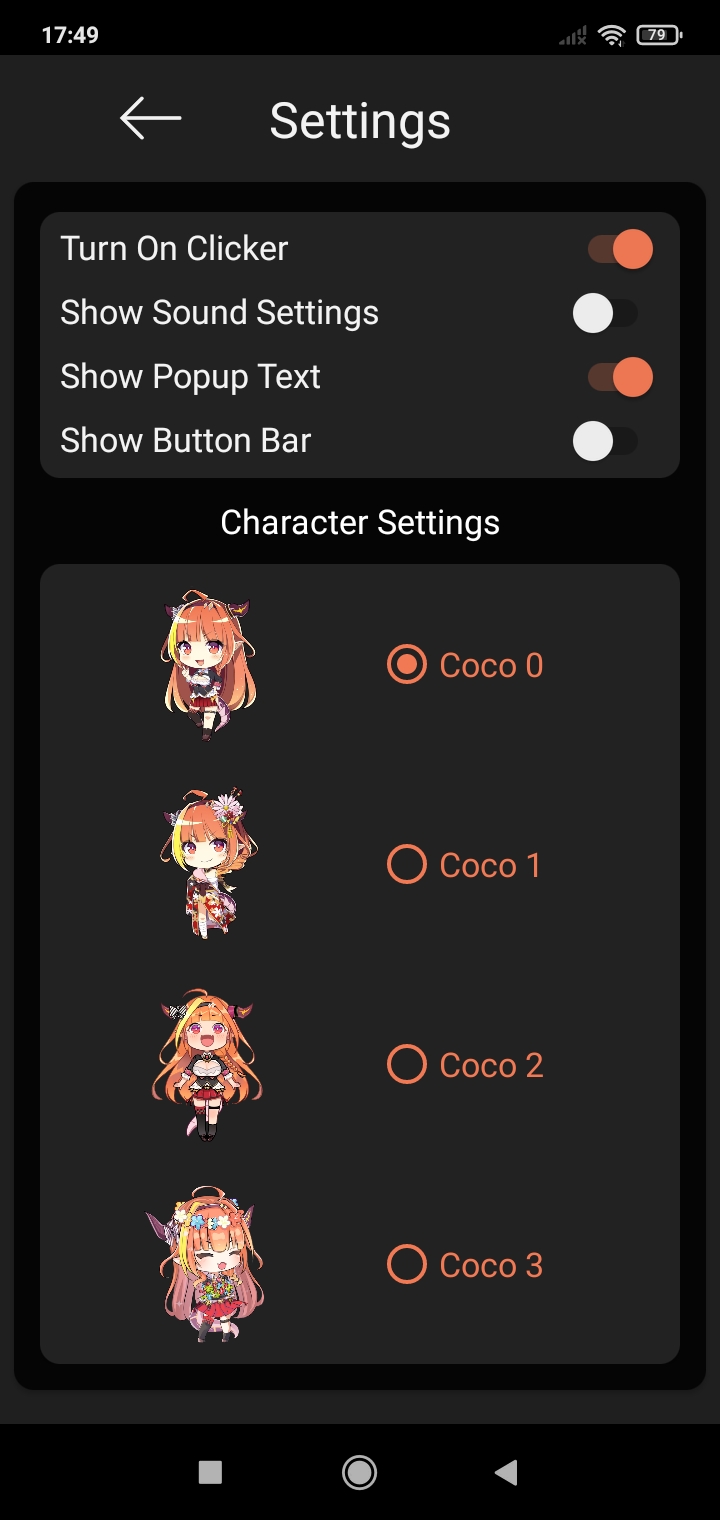 17:49
79
Settings
Turn On Clicker
Show Sound Settings
Show Popup Text
Show Button Bar
Character Settings
Coco 0
Coco 1
Coco 2
Coco 3